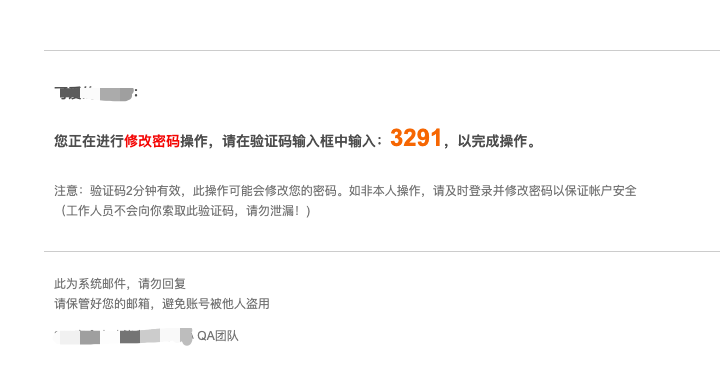 ：
您正在进行修改密码操作，请在验证码输入框中输入：3291，以完成操作。
注意：验证码2分钟有效，此操作可能会修改您的密码。如非本人操作，请及时登录并修改密码以保证帐户安全
（工作人员不会向你索取此验证码，请勿泄漏！)
此为系统邮件，请勿回复
请保管好您的邮箱，避免账号被他人盗用
QA团队